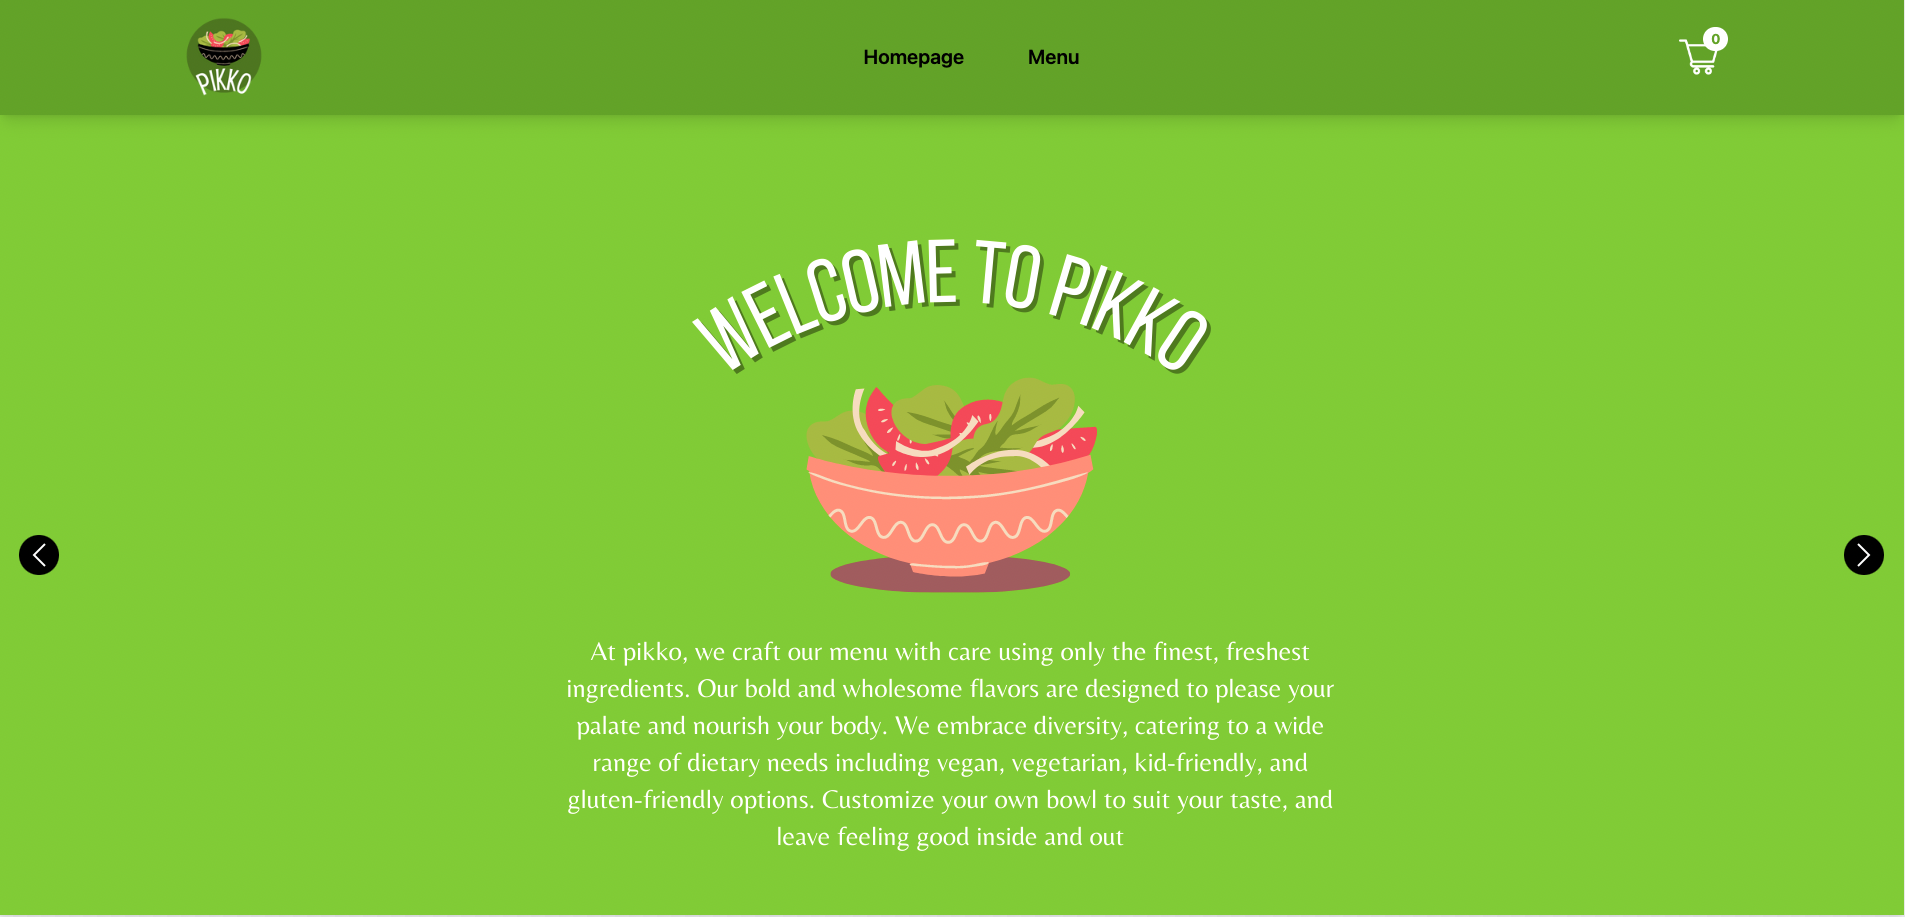 PIKKO
Homepage
Menu
0
WELCOME TO PIKKO
At pikko, we craft our menu with care using only the finest, freshest
ingredients. Our bold and wholesome flavors are designed to please your
palate and nourish your body. We embrace diversity, catering to a wide
range of dietary needs including vegan, vegetarian, kid-friendly, and
gluten-friendly options. Customize your own bowl to suit your taste, and
leave feeling good inside and out